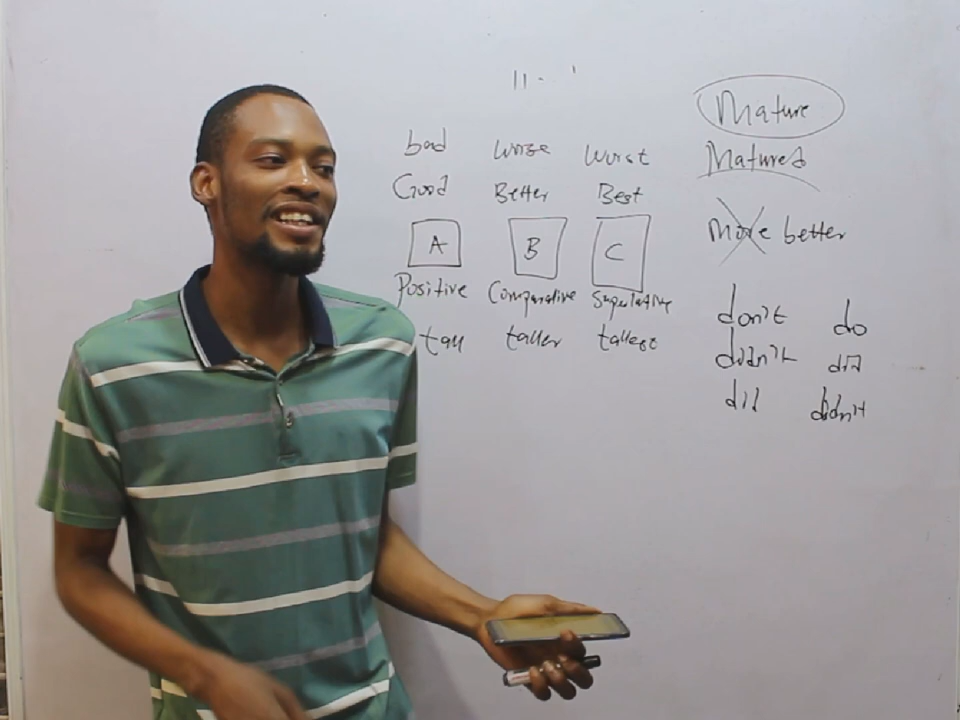 bad worse worst
Good Better Best
A B C
Positive Comparative Superlative
tall taller tallest
Mature
Matured
More better
don't do
didn't did
did didn't